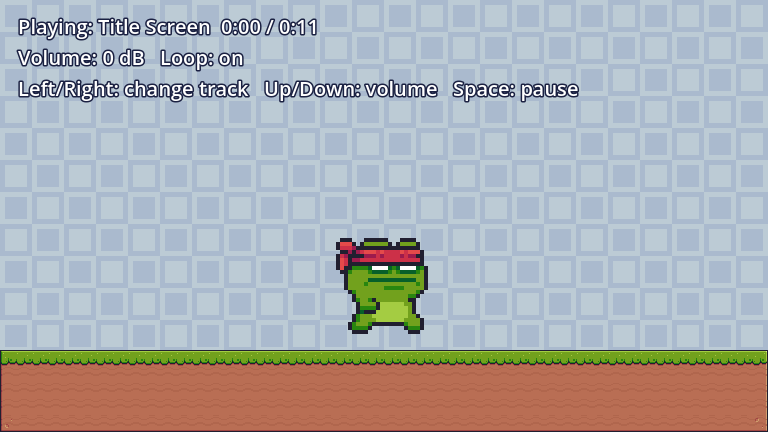 Playing: Title Screen  0:00 / 0:11
Volume: 0 dB   Loop: on
Left/Right: change track   Up/Down: volume   Space: pause